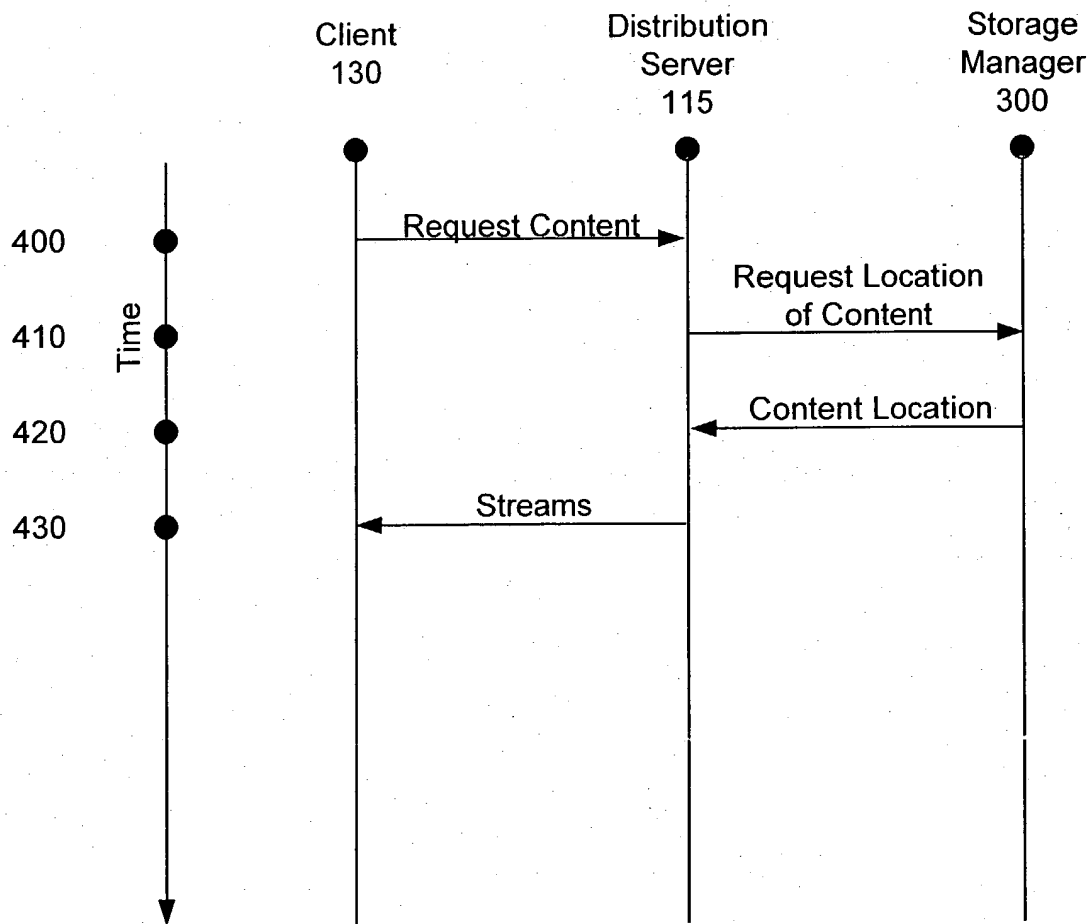 Client
130
Distribution
Server
115
Storage
Manager
300
400
Request Content
Request Location
of Content
410
Time
Content Location
420
Streams
430